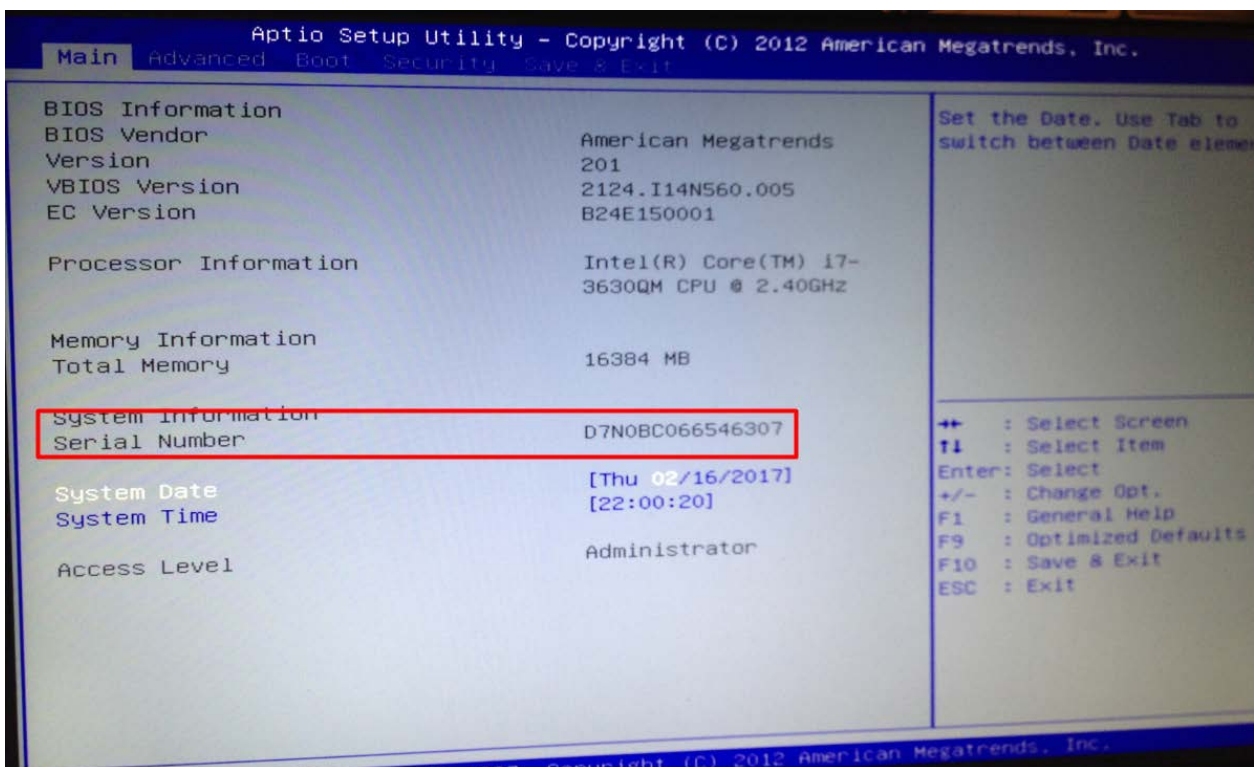 Aptio Setup Utility - Copyright (C) 2012 American Megatrends, Inc.
Main Advanced Boot Security Save & Exit
BIOS Information
BIOS Vendor American Megatrends
Version 201
VBIOS Version 2124.I14N560.005
EC Version B24E150001
Processor Information Intel(R) Core(TM) i7-
3630QM CPU @ 2.40GHz
Memory Information
Total Memory 16384 MB
System Information
Serial Number D7N0BC066546307
System Date [Thu 02/16/2017]
System Time [22:00:20]
Access Level Administrator
Set the Date. Use Tab to
switch between Date eleme
→← : Select Screen
↑↓ : Select Item
Enter: Select
+/- : Change Opt.
F1 : General Help
F9 : Optimized Defaults
F10 : Save & Exit
ESC : Exit
Copyright (C) 2012 American Megatrends, Inc.